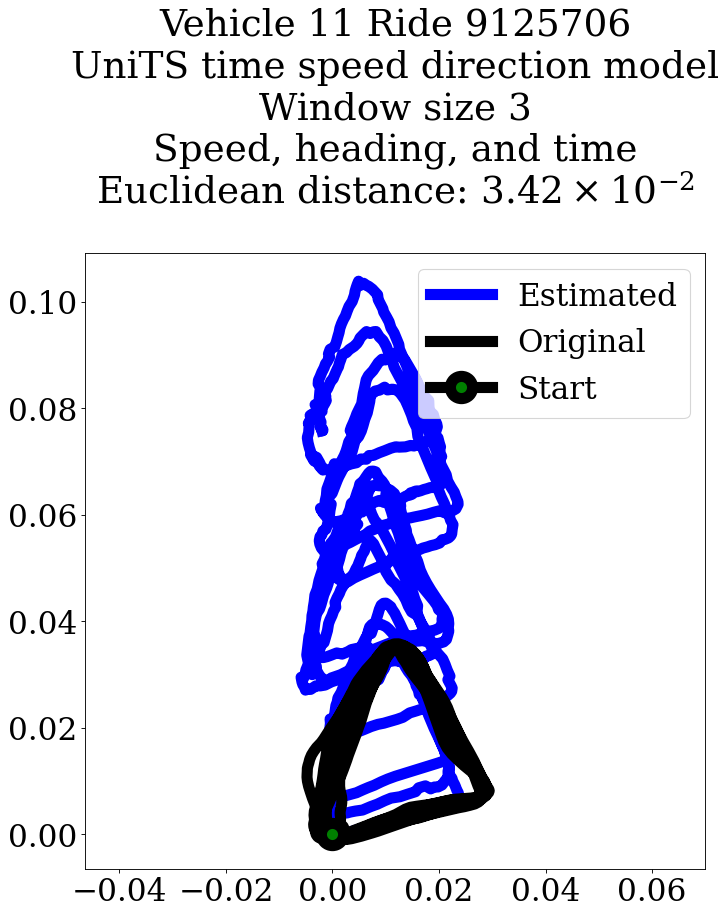 Vehicle 11 Ride 9125706
UniTS time speed direction model
Window size 3
Speed, heading, and time
Euclidean distance: 3.42 × 10⁻²
Estimated
Original
Start
0.10
0.08
0.06
0.04
0.02
0.00
−0.04 −0.02 0.00 0.02 0.04 0.06